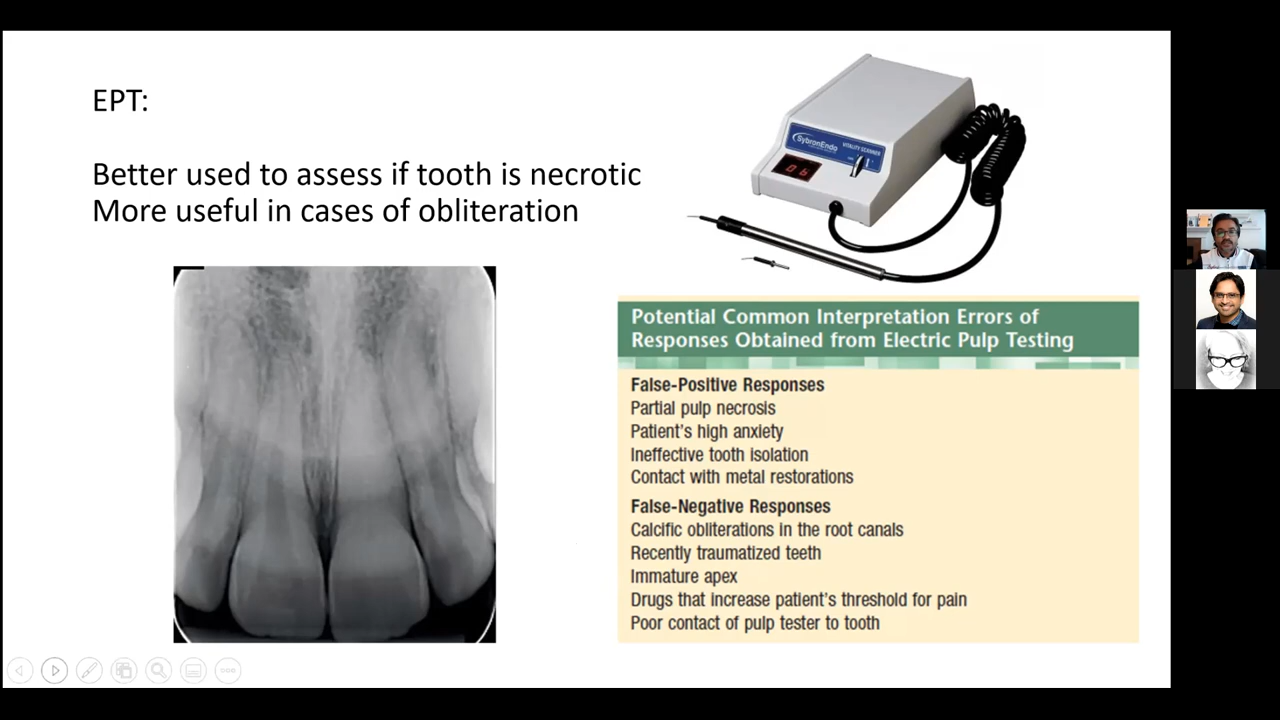 EPT:
Better used to assess if tooth is necrotic
More useful in cases of obliteration
SybronEndo
VITALITY SCANNER
06
Potential Common Interpretation Errors of
Responses Obtained from Electric Pulp Testing
False-Positive Responses
Partial pulp necrosis
Patient's high anxiety
Ineffective tooth isolation
Contact with metal restorations
False-Negative Responses
Calcific obliterations in the root canals
Recently traumatized teeth
Immature apex
Drugs that increase patient's threshold for pain
Poor contact of pulp tester to tooth